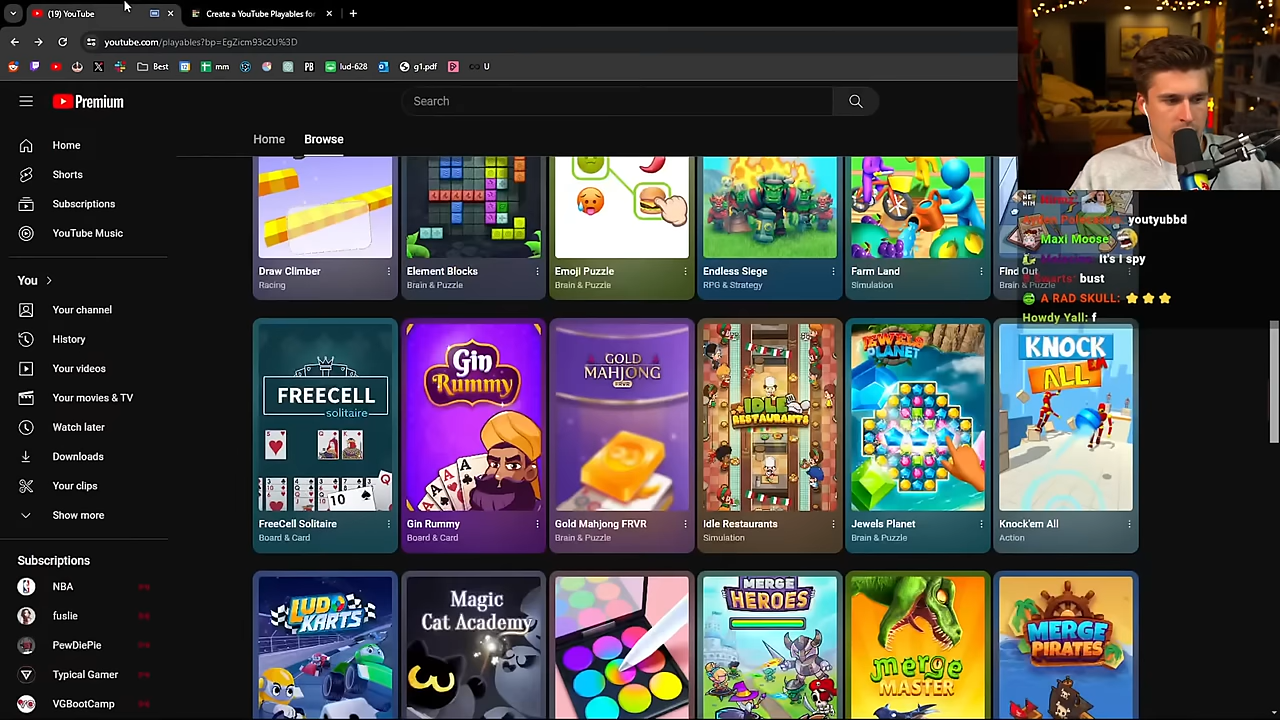 (19) YouTube
Create a YouTube Playables for
youtube.com/playables?bp=EgZicm93c2U%3D
Best
mm
PB
lud-628
g1.pdf
U
Premium
Search
Home
Shorts
Subscriptions
YouTube Music
You
Your channel
History
Your videos
Your movies & TV
Watch later
Downloads
Your clips
Show more
Subscriptions
NBA
fuslie
PewDiePie
Typical Gamer
VGBootCamp
Home
Browse
Draw Climber
Racing
Element Blocks
Brain & Puzzle
Emoji Puzzle
Brain & Puzzle
Endless Siege
RPG & Strategy
Farm Land
Simulation
Find Out
Brain & Puzzle
FREECELL
solitaire
10
Q
FreeCell Solitaire
Board & Card
Gin
Rummy
A
A
A
A
Gin Rummy
Board & Card
GOLD
MAHJONG
FRVR
Gold Mahjong FRVR
Brain & Puzzle
IDLE
RESTAURANTS
Idle Restaurants
Simulation
JEWELS
PLANET
Jewels Planet
Brain & Puzzle
KNOCK
EM
ALL
Knock'em All
Action
LUDO
KARTS
Magic
Cat Academy
MERGE
HEROES
merge
MASTER
MERGE
PIRATES
youtyubbd
Maxi Moose:
It's I spy
bust
A RAD SKULL:
Howdy Yall: f